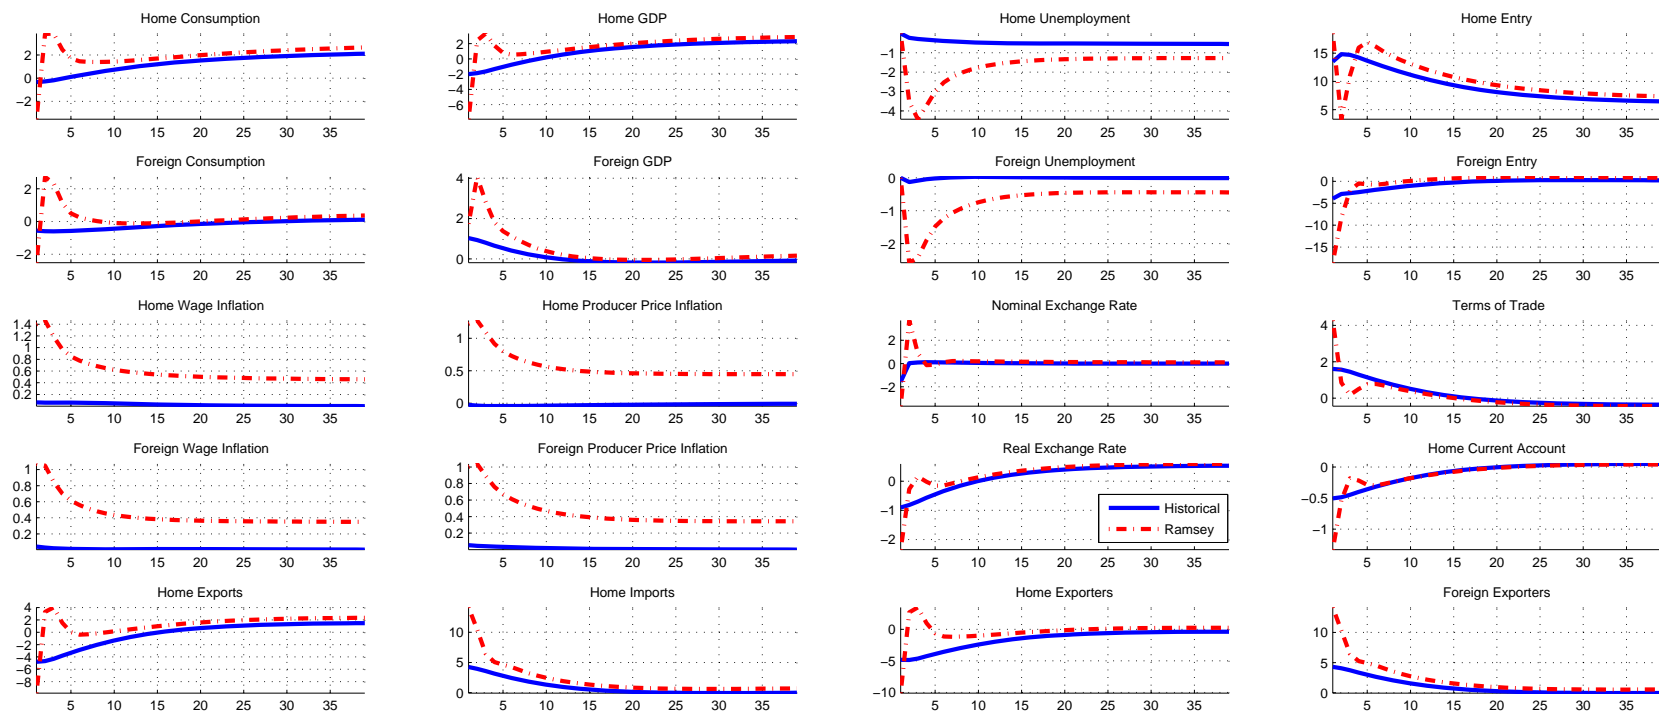 Home Consumption
2
0
−2
5 10 15 20 25 30 35
Home GDP
2
0
−2
−4
−6
5 10 15 20 25 30 35
Home Unemployment
−1
−2
−3
−4
5 10 15 20 25 30 35
Home Entry
15
10
5
5 10 15 20 25 30 35
Foreign Consumption
2
0
−2
5 10 15 20 25 30 35
Foreign GDP
4
2
0
5 10 15 20 25 30 35
Foreign Unemployment
0
−1
−2
5 10 15 20 25 30 35
Foreign Entry
0
−5
−10
−15
5 10 15 20 25 30 35
Home Wage Inflation
1.4
1.2
1
0.8
0.6
0.4
0.2
5 10 15 20 25 30 35
Home Producer Price Inflation
1
0.5
0
5 10 15 20 25 30 35
Nominal Exchange Rate
2
0
−2
5 10 15 20 25 30 35
Terms of Trade
4
2
0
5 10 15 20 25 30 35
Foreign Wage Inflation
1
0.8
0.6
0.4
0.2
5 10 15 20 25 30 35
Foreign Producer Price Inflation
1
0.8
0.6
0.4
0.2
5 10 15 20 25 30 35
Real Exchange Rate
0
−1
−2
Historical
Ramsey
5 10 15 20 25 30 35
Home Current Account
0
−0.5
−1
5 10 15 20 25 30 35
Home Exports
4
2
0
−2
−4
−6
−8
5 10 15 20 25 30 35
Home Imports
10
5
0
5 10 15 20 25 30 35
Home Exporters
0
−5
−10
5 10 15 20 25 30 35
Foreign Exporters
10
5
0
5 10 15 20 25 30 35